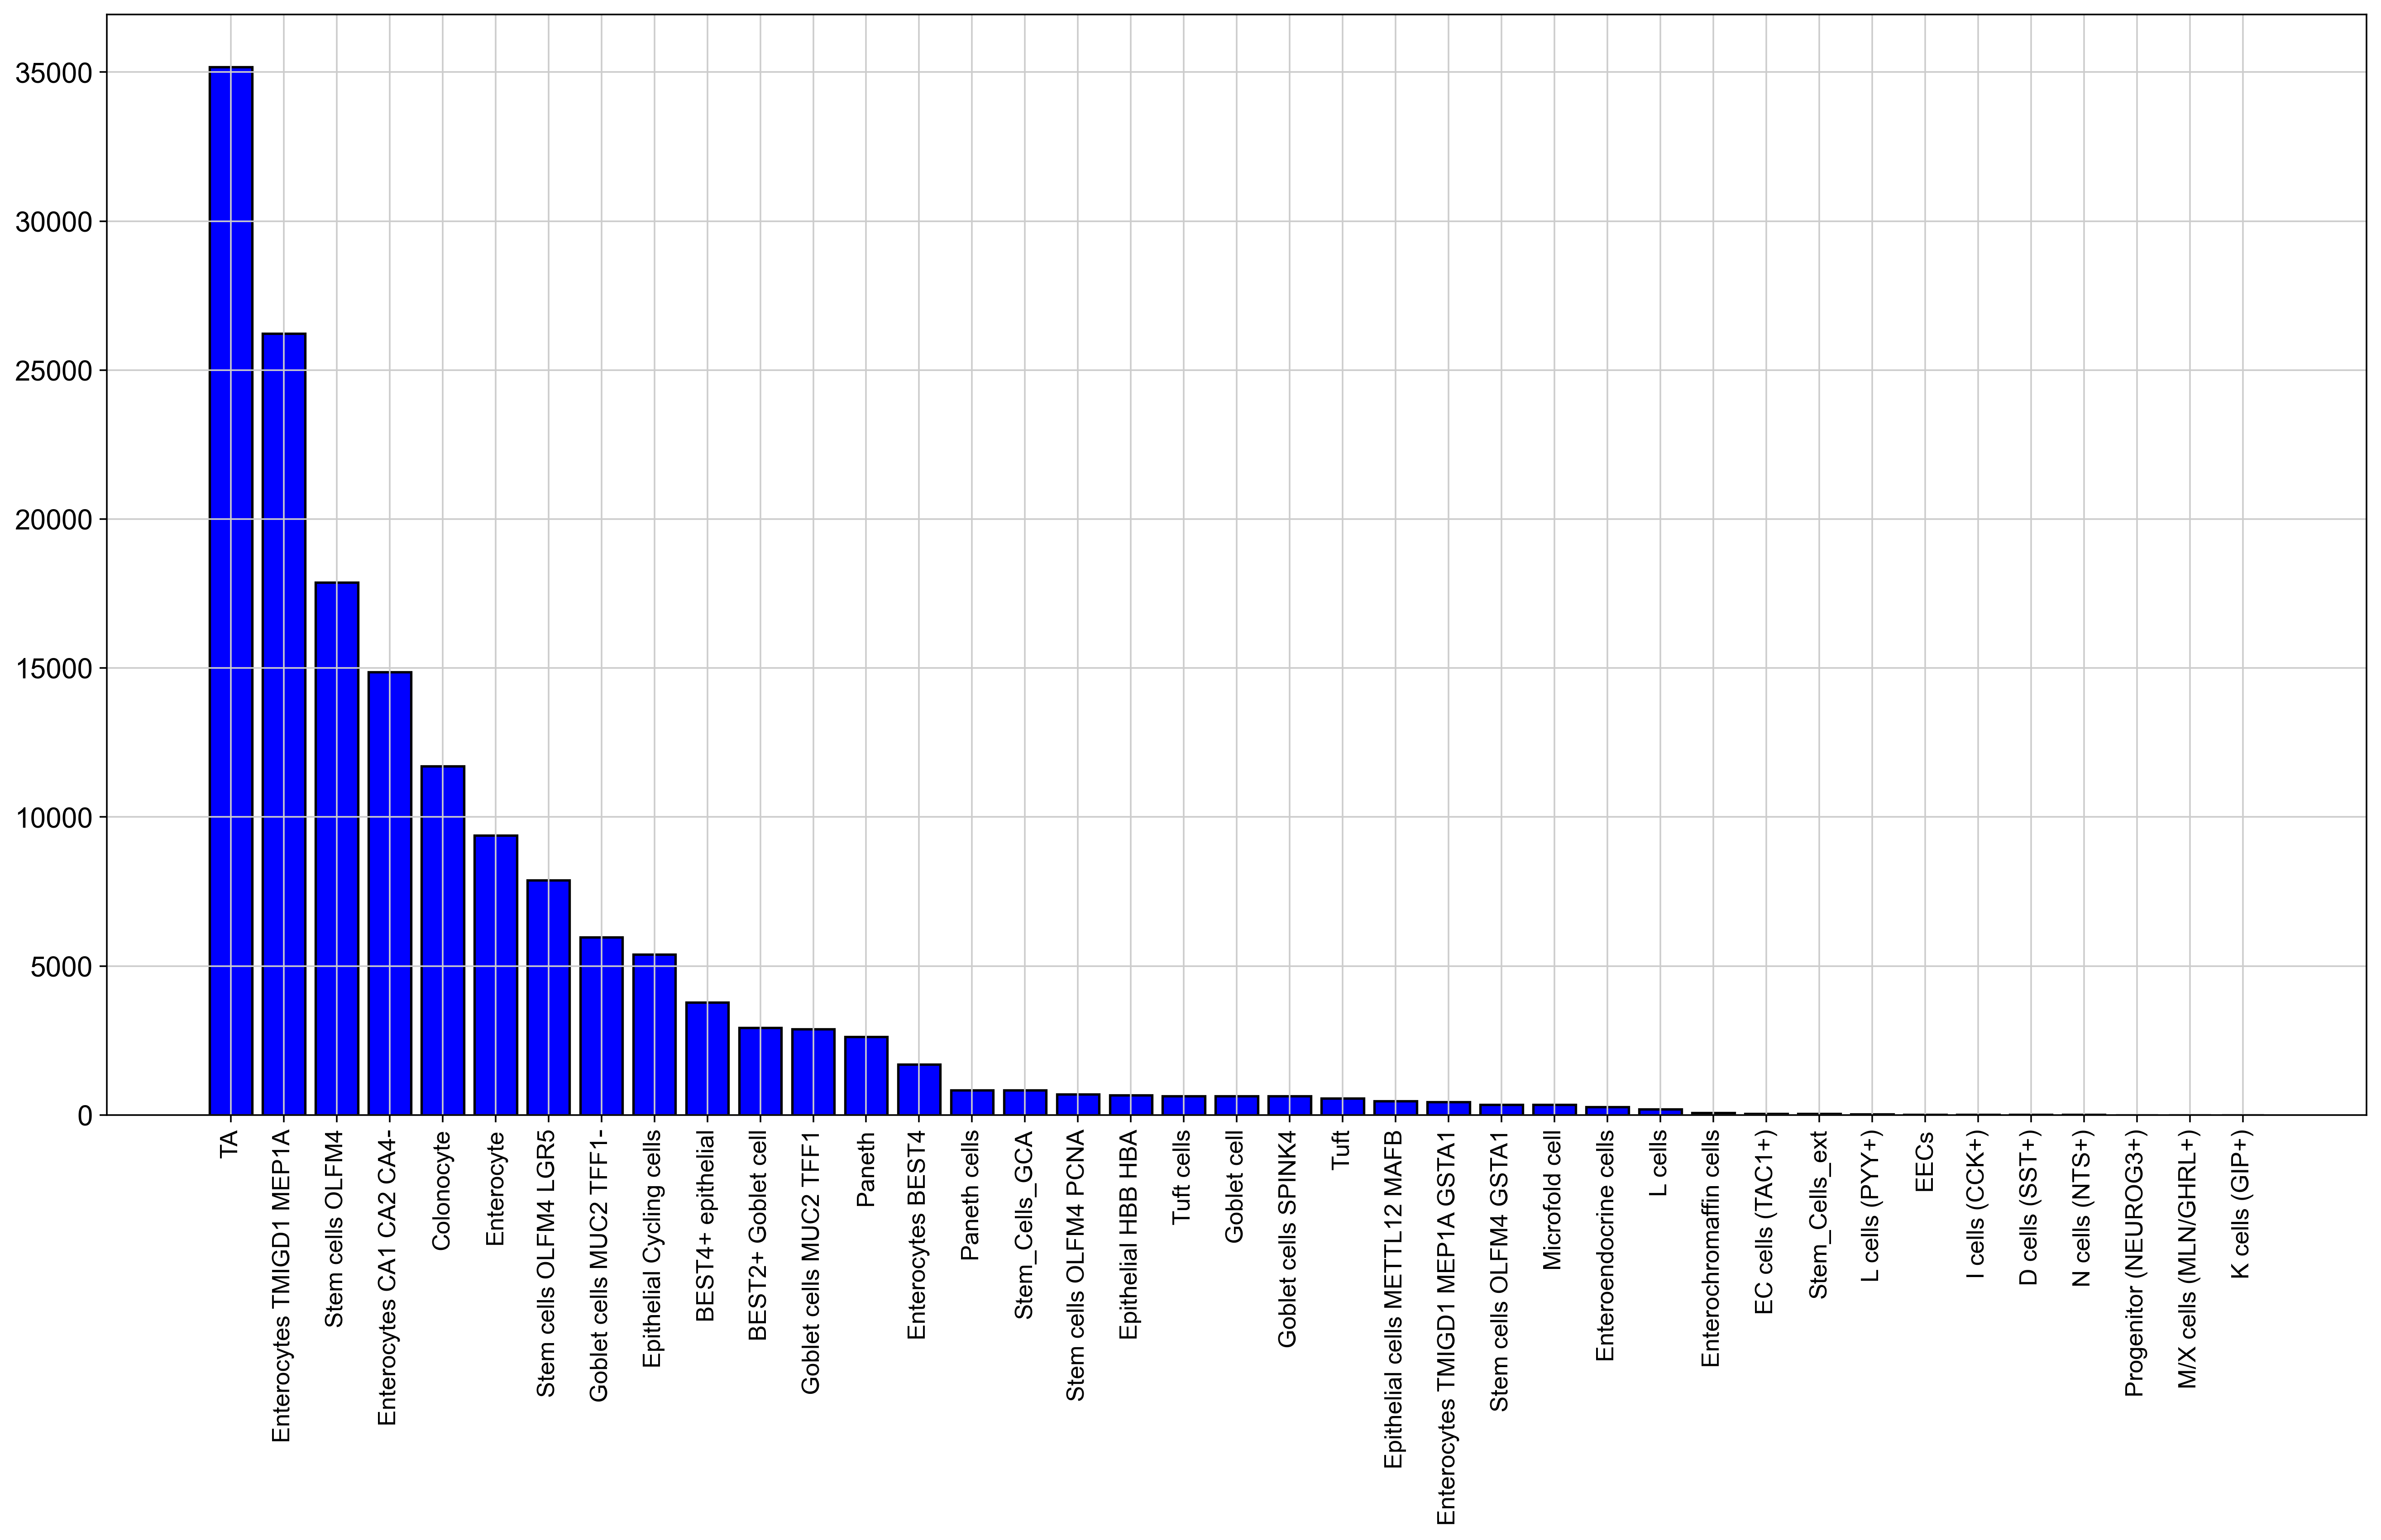 35000
30000
25000
20000
15000
10000
5000
0
TA
Enterocytes TMIGD1 MEP1A
Stem cells OLFM4
Enterocytes CA1 CA2 CA4-
Colonocyte
Enterocyte
Stem cells OLFM4 LGR5
Goblet cells MUC2 TFF1-
Epithelial Cycling cells
BEST4+ epithelial
BEST2+ Goblet cell
Goblet cells MUC2 TFF1
Paneth
Enterocytes BEST4
Paneth cells
Stem_Cells_GCA
Stem cells OLFM4 PCNA
Epithelial HBB HBA
Tuft cells
Goblet cell
Goblet cells SPINK4
Tuft
Epithelial cells METTL12 MAFB
Enterocytes TMIGD1 MEP1A GSTA1
Stem cells OLFM4 GSTA1
Microfold cell
Enteroendocrine cells
L cells
Enterochromaffin cells
EC cells (TAC1+)
Stem_Cells_ext
L cells (PYY+)
EECs
I cells (CCK+)
D cells (SST+)
N cells (NTS+)
Progenitor (NEUROG3+)
M/X cells (MLN/GHRL+)
K cells (GIP+)